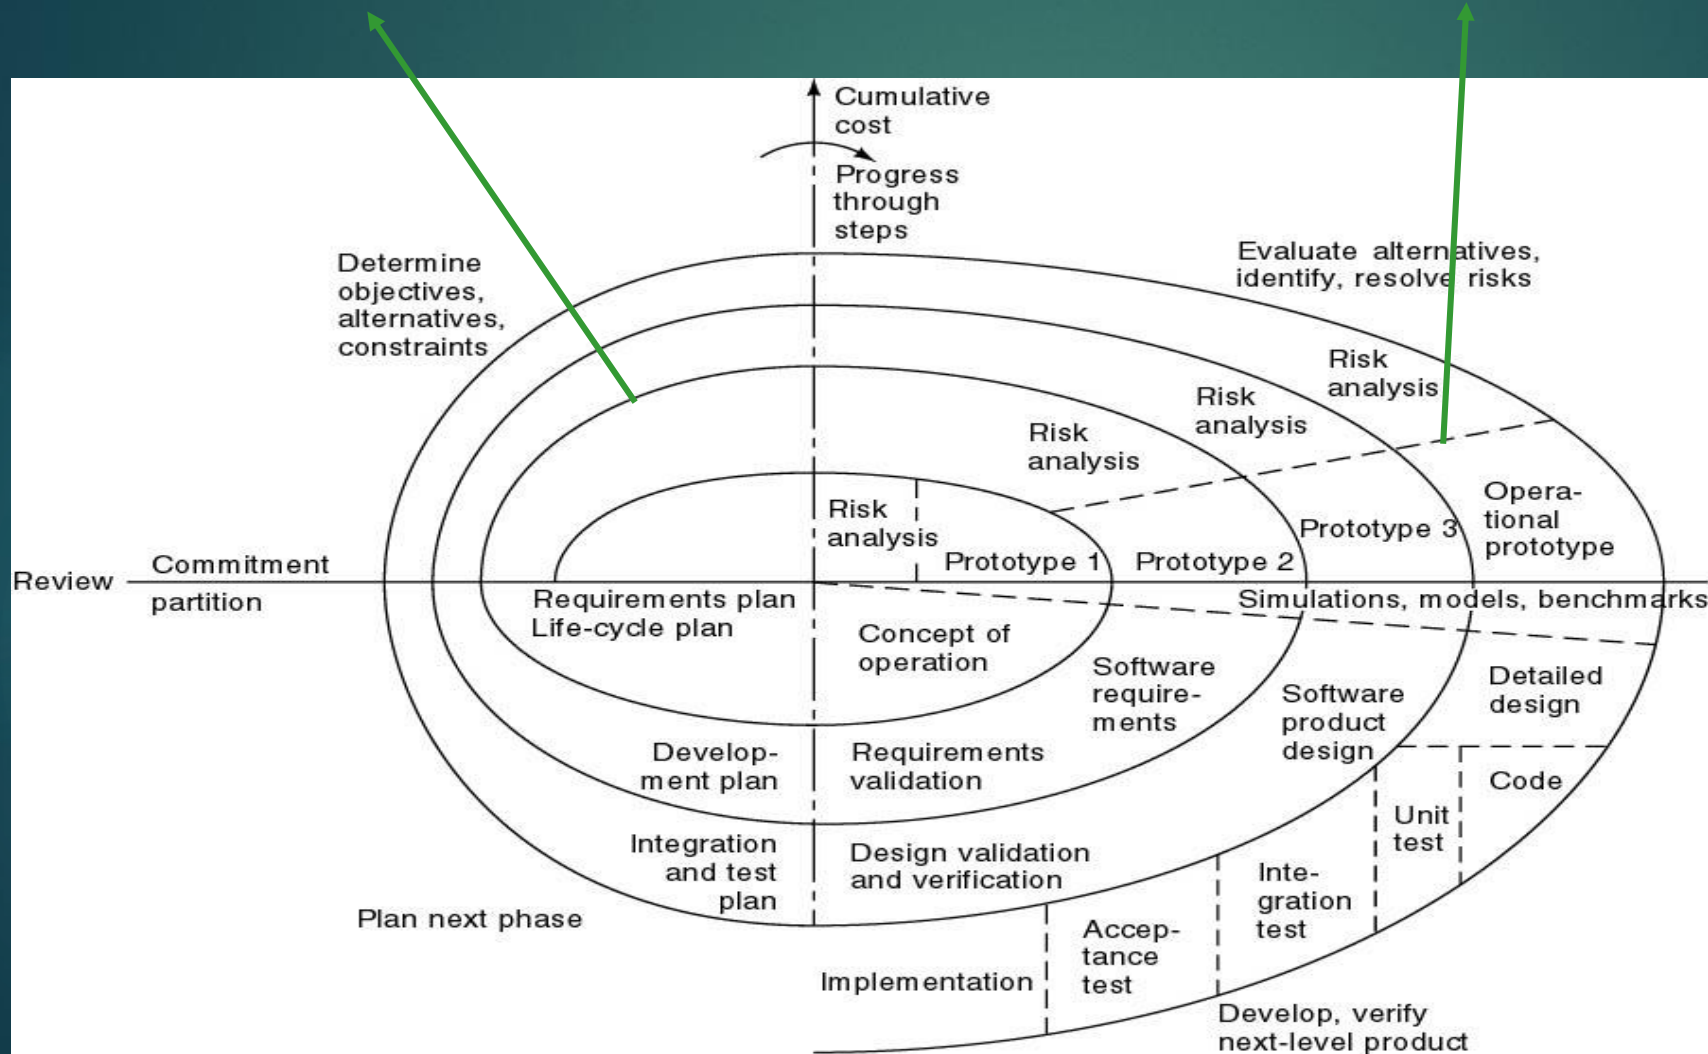 Cumulative
cost
Progress
through
steps
Determine
objectives,
alternatives,
constraints
Evaluate alternatives,
identify, resolve risks
Risk
analysis
Risk
analysis
Risk
analysis
Risk
analysis
Prototype 1
Prototype 2
Prototype 3
Opera-
tional
prototype
Review
Commitment
partition
Requirements plan
Life-cycle plan
Concept of
operation
Simulations, models, benchmarks
Software
require-
ments
Software
product
design
Detailed
design
Develop-
ment plan
Requirements
validation
Code
Unit
test
Integration
and test
plan
Design validation
and verification
Inte-
gration
test
Plan next phase
Accep-
tance
test
Implementation
Develop, verify
next-level product